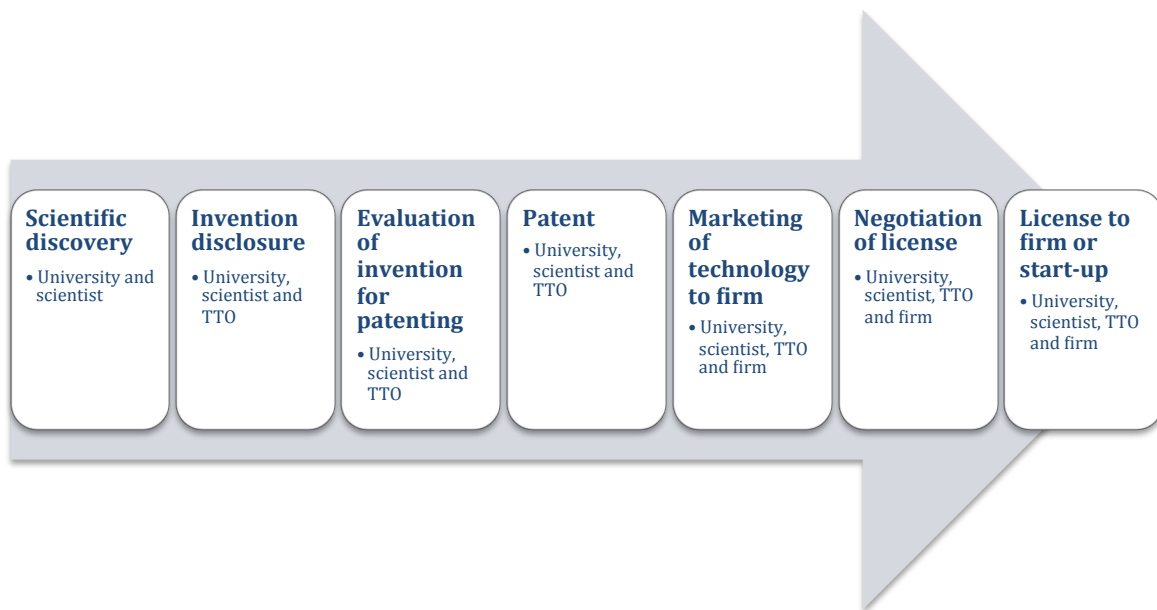 Scientific
discovery
• University and
scientist
Invention
disclosure
• University,
scientist and
TTO
Evaluation
of
invention
for
patenting
• University,
scientist and
TTO
Patent
• University,
scientist and
TTO
Marketing
of
technology
to firm
• University,
scientist, TTO
and firm
Negotiation
of license
• University,
scientist, TTO
and firm
License to
firm or
start-up
• University,
scientist, TTO
and firm